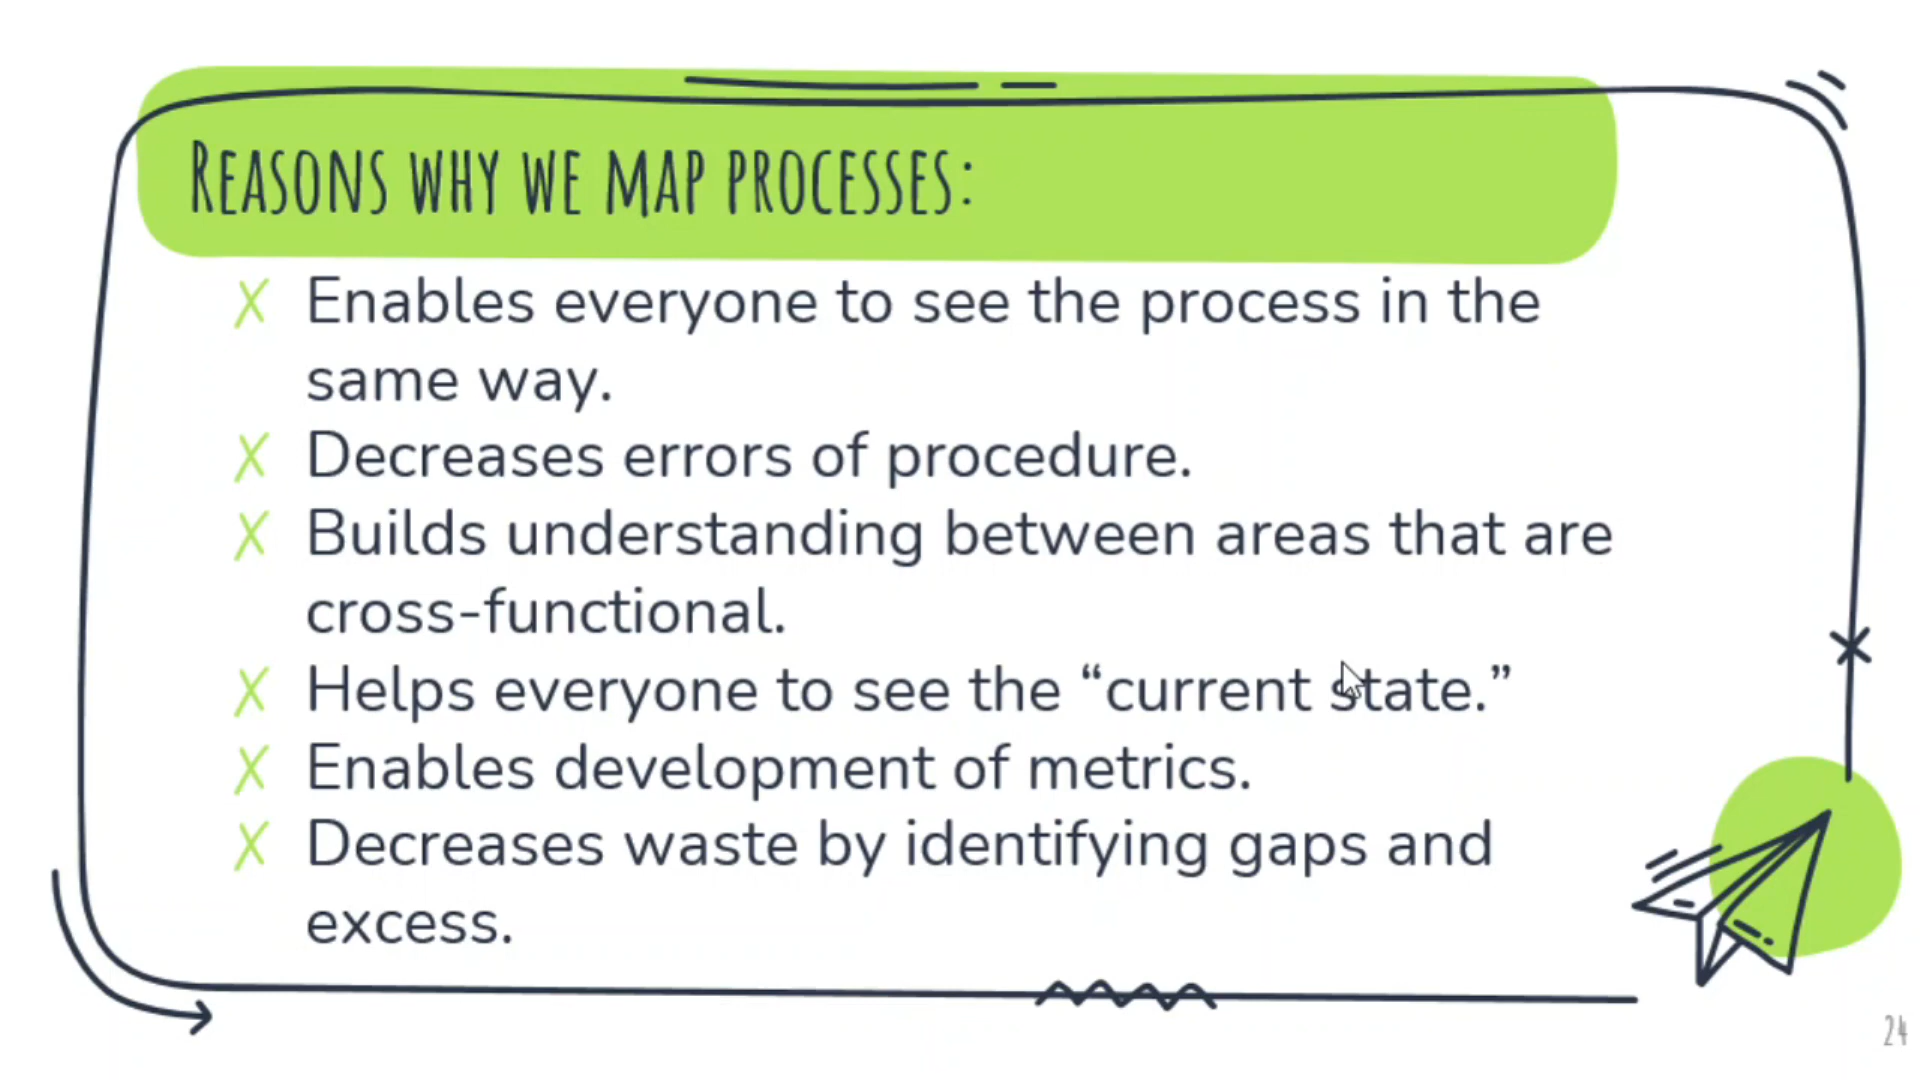 Reasons why we map processes:
✗ Enables everyone to see the process in the
same way.
✗ Decreases errors of procedure.
✗ Builds understanding between areas that are
cross-functional.
✗ Helps everyone to see the “current state.”
✗ Enables development of metrics.
✗ Decreases waste by identifying gaps and
excess.
24